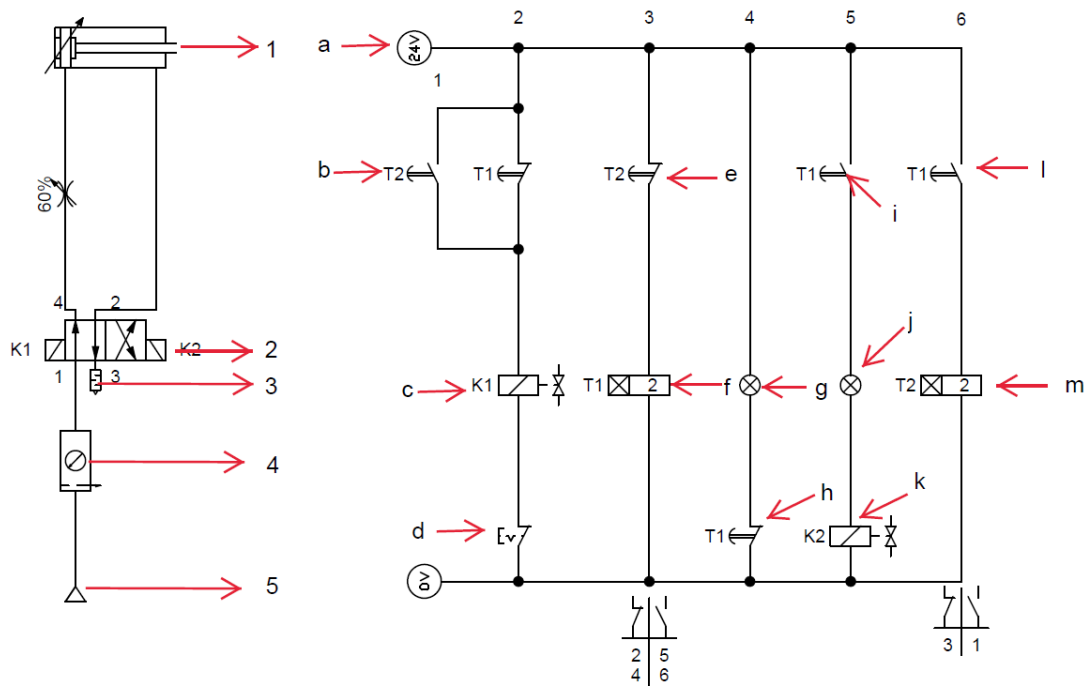 2 3 4 5 6
a 24V
1
1
b T2 T1 T2 e T1 i T1 l
60%
4 2
K1 K2 2
1 3 3
j
c K1 T1 2 f g T2 2 m
4
h k
d T1 K2
5
0V
2 5
4 6
3 1